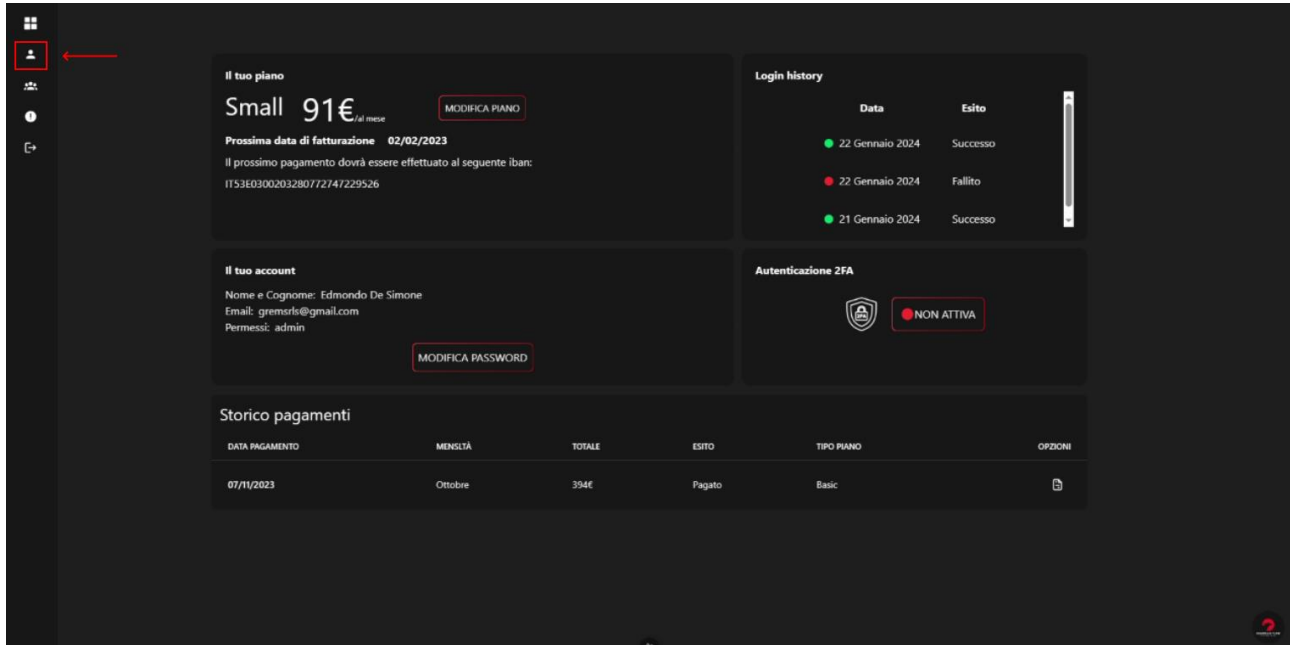 Il tuo piano
Small 91€/al mese
MODIFICA PIANO
Prossima data di fatturazione 02/02/2023
Il prossimo pagamento dovrà essere effettuato al seguente iban:
IT53E0300203280772747229526
Login history
Data Esito
22 Gennaio 2024 Successo
22 Gennaio 2024 Fallito
21 Gennaio 2024 Successo
Il tuo account
Nome e Cognome: Edmondo De Simone
Email: gremsrls@gmail.com
Permessi: admin
MODIFICA PASSWORD
Autenticazione 2FA
2FA
NON ATTIVA
Storico pagamenti
DATA PAGAMENTO MENSLTÀ TOTALE ESITO TIPO PIANO OPZIONI
07/11/2023 Ottobre 394€ Pagato Basic